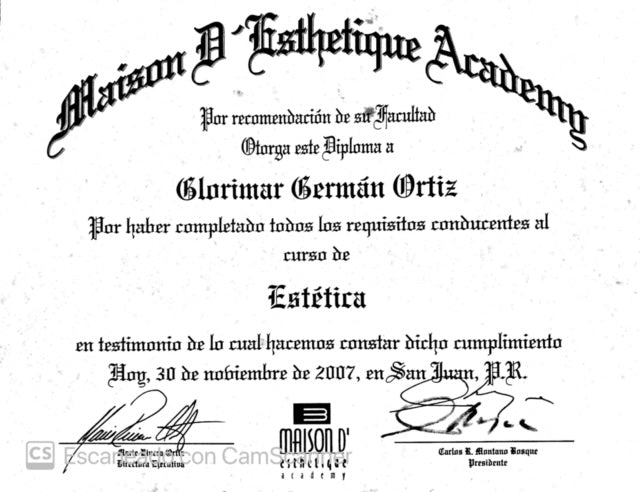 Maison D'Esthetique Academy
Por recomendación de su Facultad
Otorga este Diploma a
Glorimar Germán Ortiz
Por haber completado todos los requisitos conducentes al
curso de
Estética
en testimonio de lo cual hacemos constar dicho cumplimiento
Hoy, 30 de noviembre de 2007, en San Juan, P.R.
MAISON D'
esthetique
academy
Rivera Ortiz
Directora Ejecutiva
Carlos R. Montano Bosque
Presidente
CS Escaneado con CamScanner